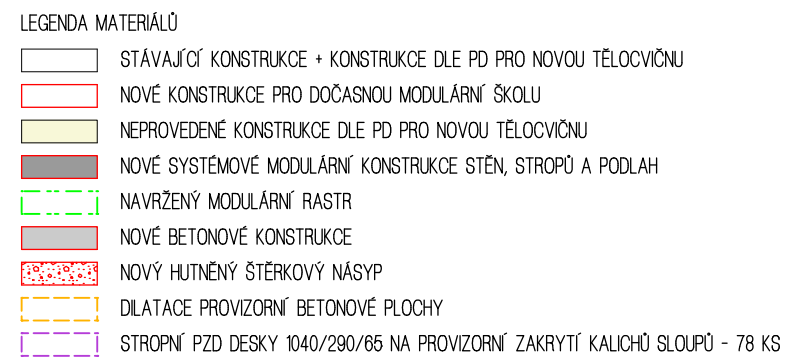 LEGENDA MATERIÁLŮ
STÁVAJÍCÍ KONSTRUKCE + KONSTRUKCE DLE PD PRO NOVOU TĚLOCVIČNU
NOVÉ KONSTRUKCE PRO DOČASNOU MODULÁRNÍ ŠKOLU
NEPROVEDENÉ KONSTRUKCE DLE PD PRO NOVOU TĚLOCVIČNU
NOVÉ SYSTÉMOVÉ MODULÁRNÍ KONSTRUKCE STĚN, STROPŮ A PODLAH
NAVRŽENÝ MODULÁRNÍ RASTR
NOVÉ BETONOVÉ KONSTRUKCE
NOVÝ HUTNĚNÝ ŠTĚRKOVÝ NÁSYP
DILATACE PROVIZORNÍ BETONOVÉ PLOCHY
STROPNÍ PZD DESKY 1040/290/65 NA PROVIZORNÍ ZAKRYTÍ KALICHŮ SLOUPŮ - 78 KS